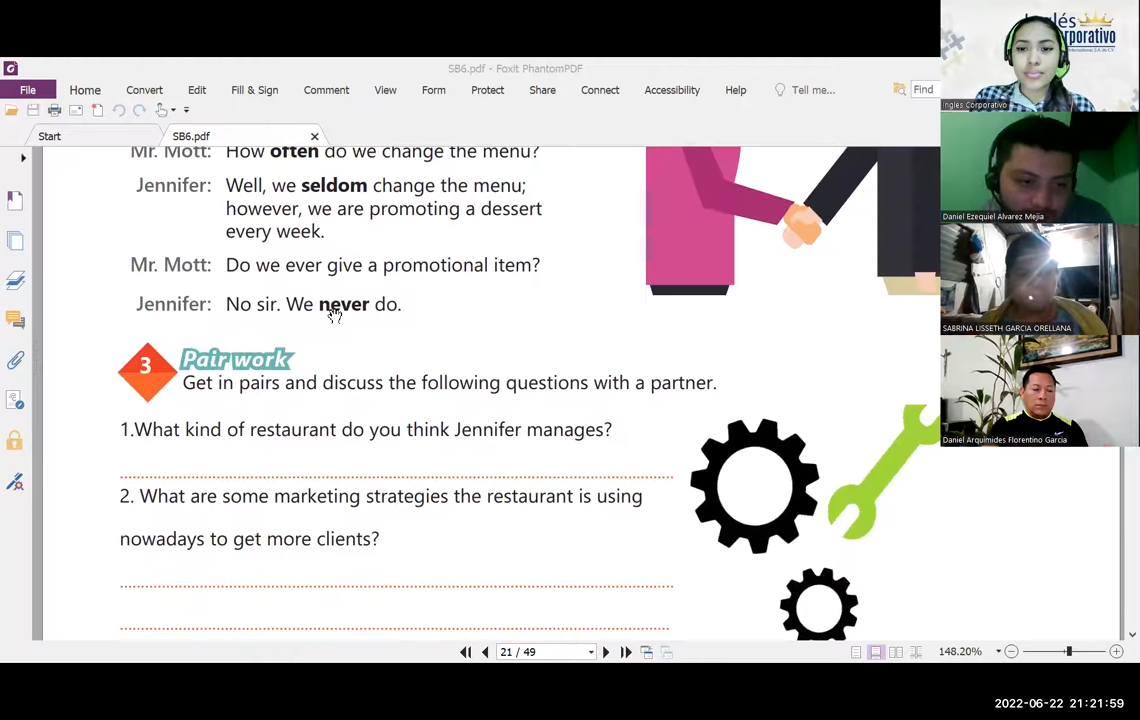 Inglés
Corporativo
International, S.A. de C.V.
SB6.pdf - Foxit PhantomPDF
File Home Convert Edit Fill & Sign Comment View Form Protect Share Connect Accessibility Help Tell me... Find
Inglés Corporativo
Start SB6.pdf
Mr. Mott: How often do we change the menu?
Jennifer: Well, we seldom change the menu;
however, we are promoting a dessert
every week.
Daniel Ezequiel Alvarez Mejia
Mr. Mott: Do we ever give a promotional item?
Jennifer: No sir. We never do.
SABRINA LISSETH GARCIA ORELLANA
3 Pair work
Get in pairs and discuss the following questions with a partner.
1.What kind of restaurant do you think Jennifer manages?
Daniel Arquimides Florentino Garcia
2. What are some marketing strategies the restaurant is using
nowadays to get more clients?
21 / 49
148.20%
2022-06-22 21:21:59